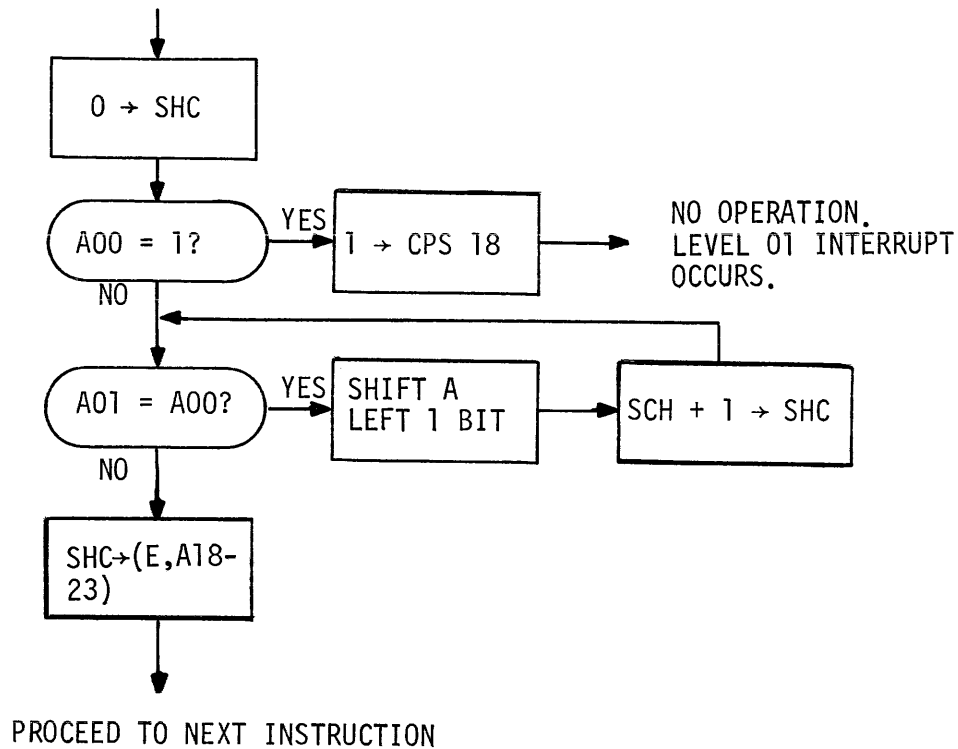 0 → SHC
A00 = 1?
YES
1 → CPS 18
NO OPERATION.
LEVEL 01 INTERRUPT
OCCURS.
NO
A01 = A00?
YES
SHIFT A
LEFT 1 BIT
SCH + 1 → SHC
NO
SHC→(E,A18-
23)
PROCEED TO NEXT INSTRUCTION